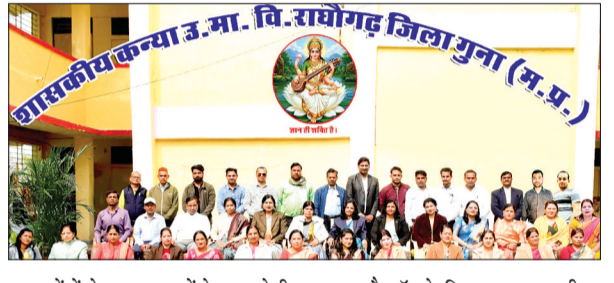 शासकीय कन्या उ.मा. वि.राघौगढ़ जिला गुना (म.प्र.)
ज्ञान ही शक्ति है।